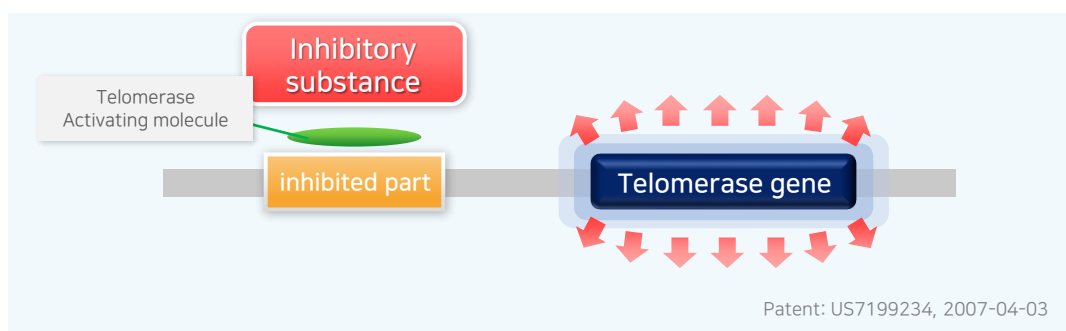 Inhibitory
substance
Telomerase
Activating molecule
inhibited part
Telomerase gene
Patent: US7199234, 2007-04-03